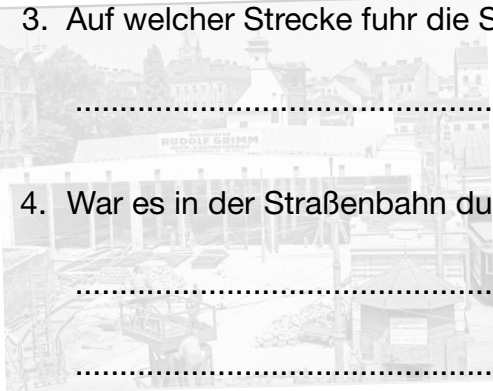 3. Auf welcher Strecke fuhr die S
RUDOLF GRIMM
4. War es in der Straßenbahn du